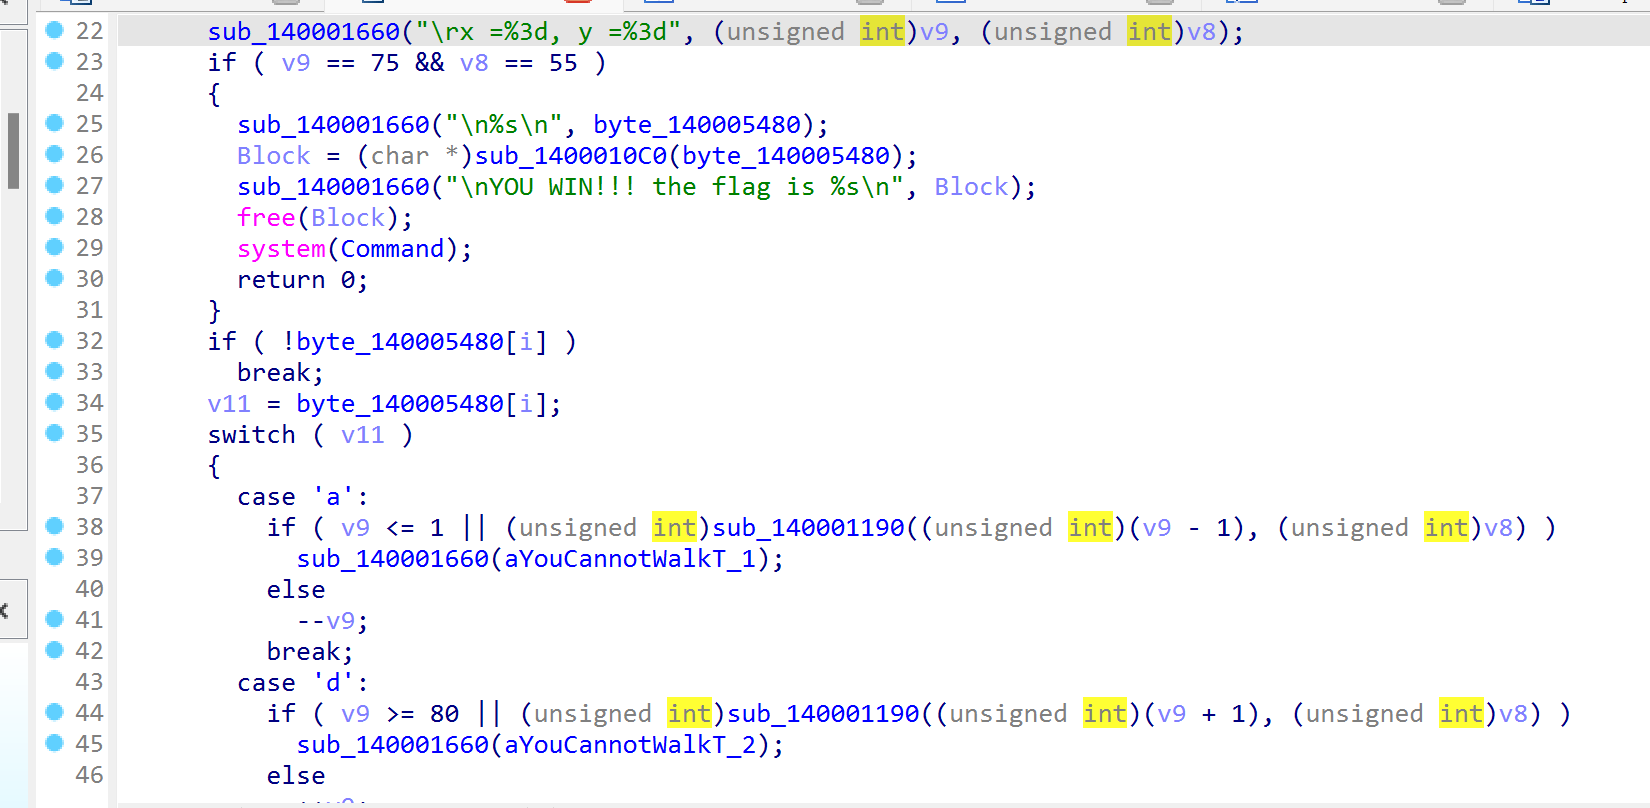 22 sub_140001660("\rx =%3d, y =%3d", (unsigned int)v9, (unsigned int)v8);
23 if ( v9 == 75 && v8 == 55 )
24 {
25 sub_140001660("\n%s\n", byte_140005480);
26 Block = (char *)sub_1400010C0(byte_140005480);
27 sub_140001660("\nYOU WIN!!! the flag is %s\n", Block);
28 free(Block);
29 system(Command);
30 return 0;
31 }
32 if ( !byte_140005480[i] )
33 break;
34 v11 = byte_140005480[i];
35 switch ( v11 )
36 {
37 case 'a':
38 if ( v9 <= 1 || (unsigned int)sub_140001190((unsigned int)(v9 - 1), (unsigned int)v8) )
39 sub_140001660(aYouCannotWalkT_1);
40 else
41 --v9;
42 break;
43 case 'd':
44 if ( v9 >= 80 || (unsigned int)sub_140001190((unsigned int)(v9 + 1), (unsigned int)v8) )
45 sub_140001660(aYouCannotWalkT_2);
46 else